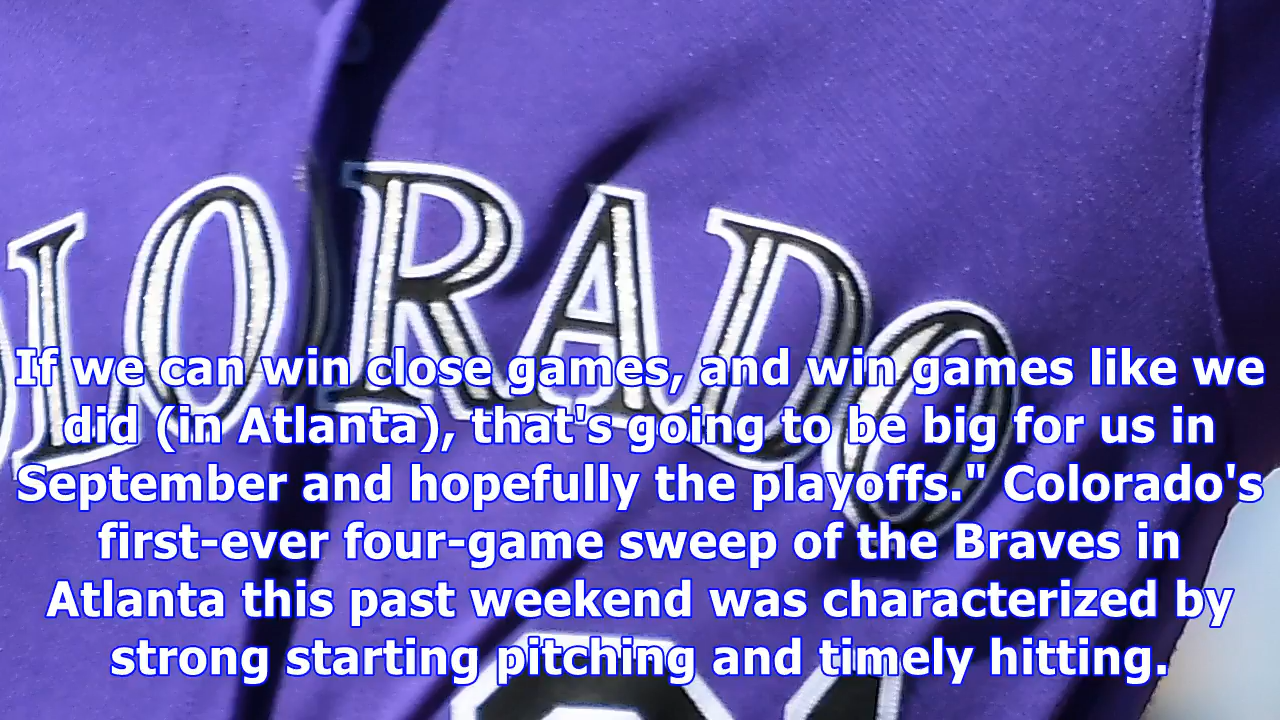 COLORADO
If we can win close games, and win games like we
did (in Atlanta), that's going to be big for us in
September and hopefully the playoffs." Colorado's
first-ever four-game sweep of the Braves in
Atlanta this past weekend was characterized by
strong starting pitching and timely hitting.